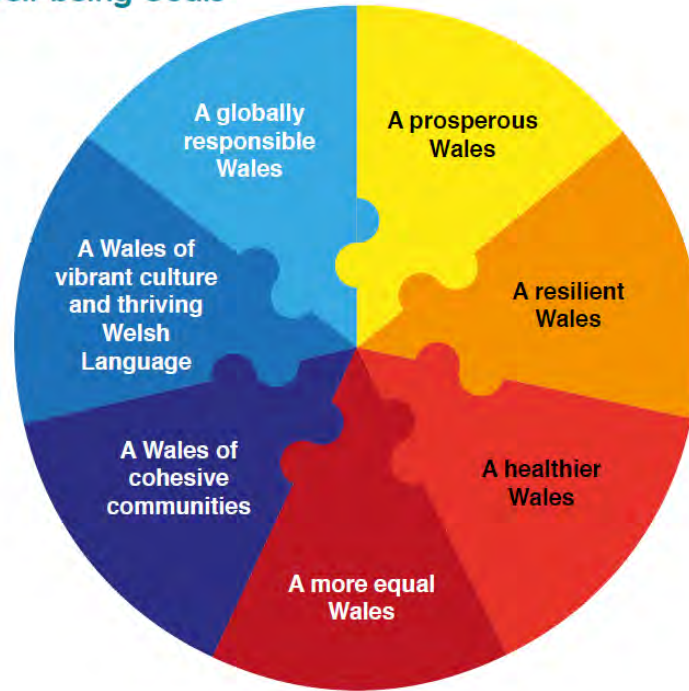 A globally
responsible
Wales
A prosperous
Wales
A resilient
Wales
A healthier
Wales
A more equal
Wales
A Wales of
cohesive
communities
A Wales of
vibrant culture
and thriving
Welsh
Language